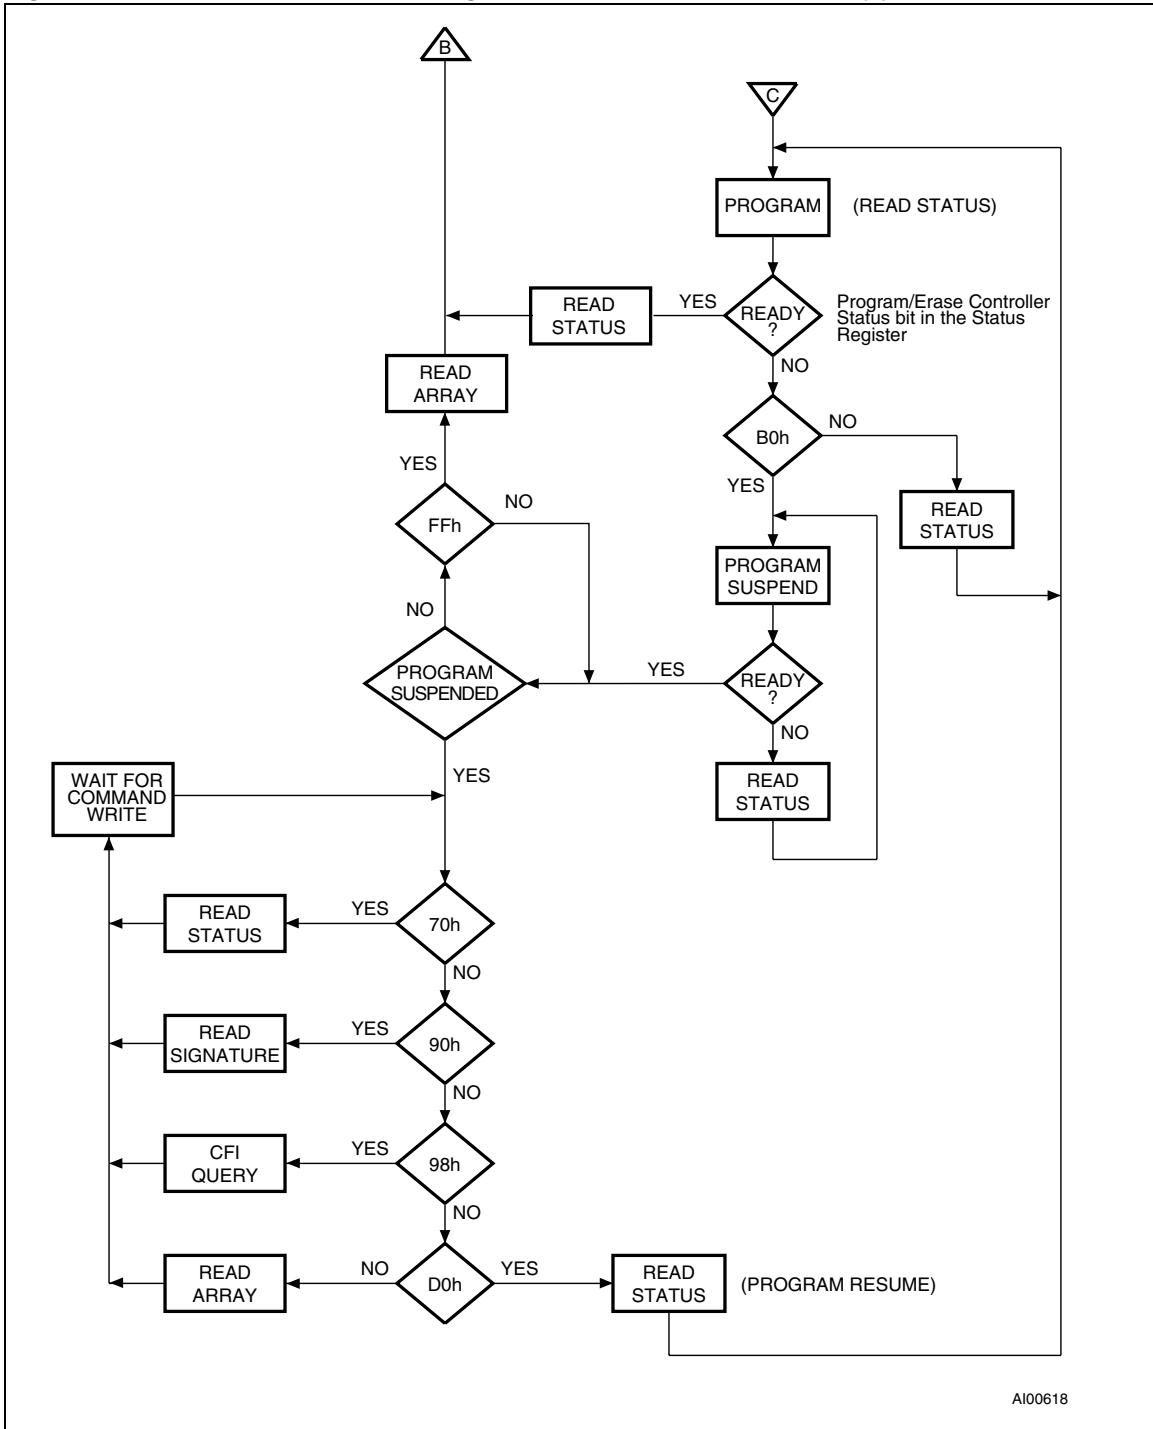 B
C
PROGRAM
(READ STATUS)
READ
STATUS
YES
READY
?
Program/Erase Controller
Status bit in the Status
Register
NO
READ
ARRAY
B0h
NO
YES
YES
READ
STATUS
FFh
NO
PROGRAM
SUSPEND
NO
PROGRAM
SUSPENDED
YES
READY
?
NO
YES
READ
STATUS
WAIT FOR
COMMAND
WRITE
READ
STATUS
YES
70h
NO
READ
SIGNATURE
YES
90h
NO
CFI
QUERY
YES
98h
NO
READ
ARRAY
NO
D0h
YES
READ
STATUS
(PROGRAM RESUME)
AI00618